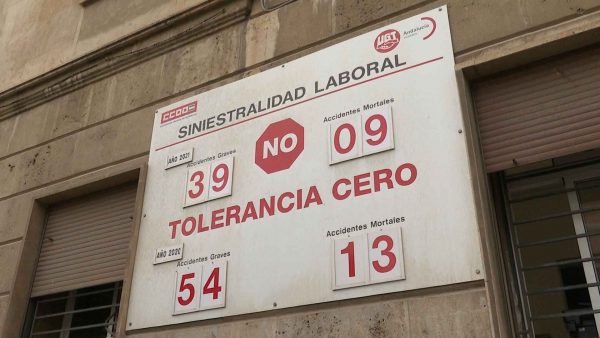 CCOO
UGT
Andalucía
SINIESTRALIDAD LABORAL
AÑO 2021
Accidentes Graves
39
NO
Accidentes Mortales
09
TOLERANCIA CERO
AÑO 2020
Accidentes Graves
54
Accidentes Mortales
13